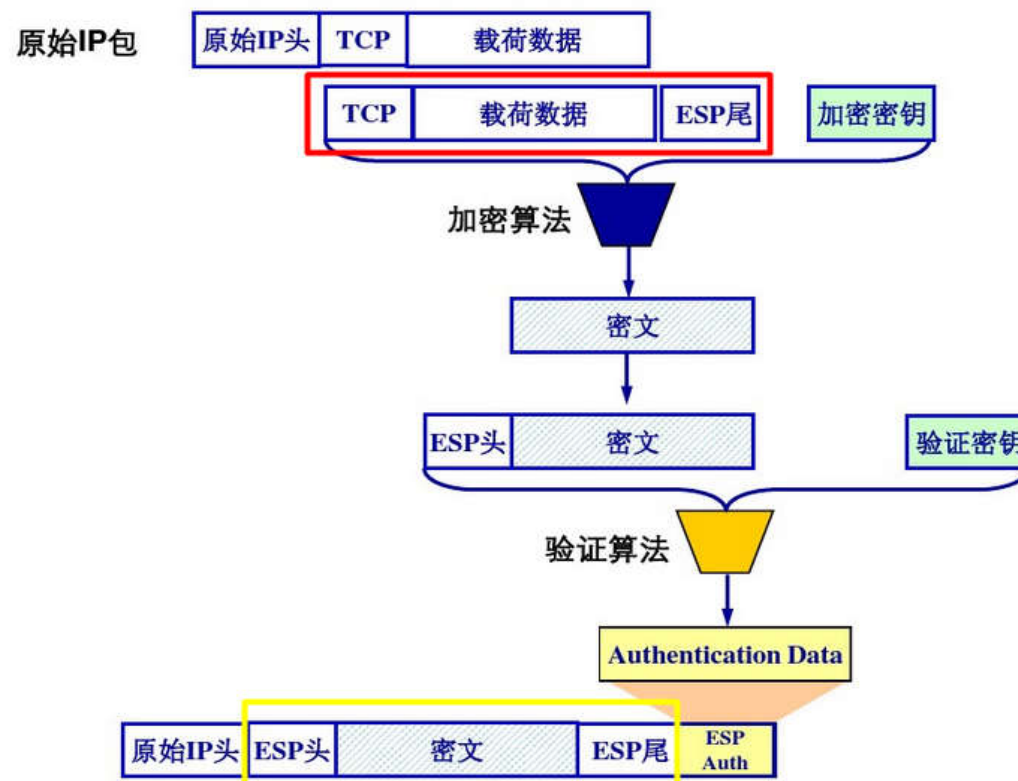 原始IP包 原始IP头 TCP 载荷数据
TCP 载荷数据 ESP尾 加密密钥
加密算法
密文
ESP头 密文 验证密钥
验证算法
Authentication Data
原始IP头 ESP头 密文 ESP尾 ESP
Auth